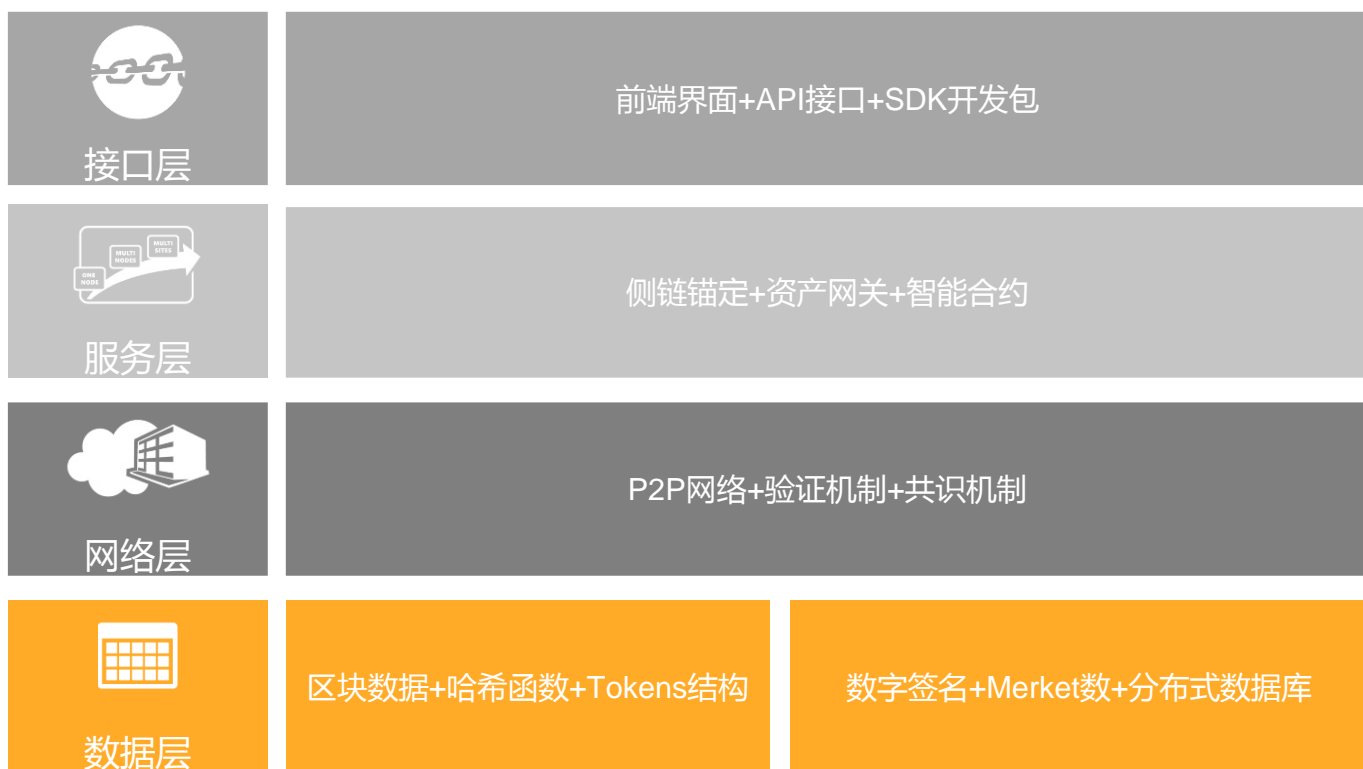 接口层
前端界面+API接口+SDK开发包
ONE
NODE
MULTI
NODES
MULTI
SITES
服务层
侧链锚定+资产网关+智能合约
网络层
P2P网络+验证机制+共识机制
数据层
区块数据+哈希函数+Tokens结构
数字签名+Merket数+分布式数据库